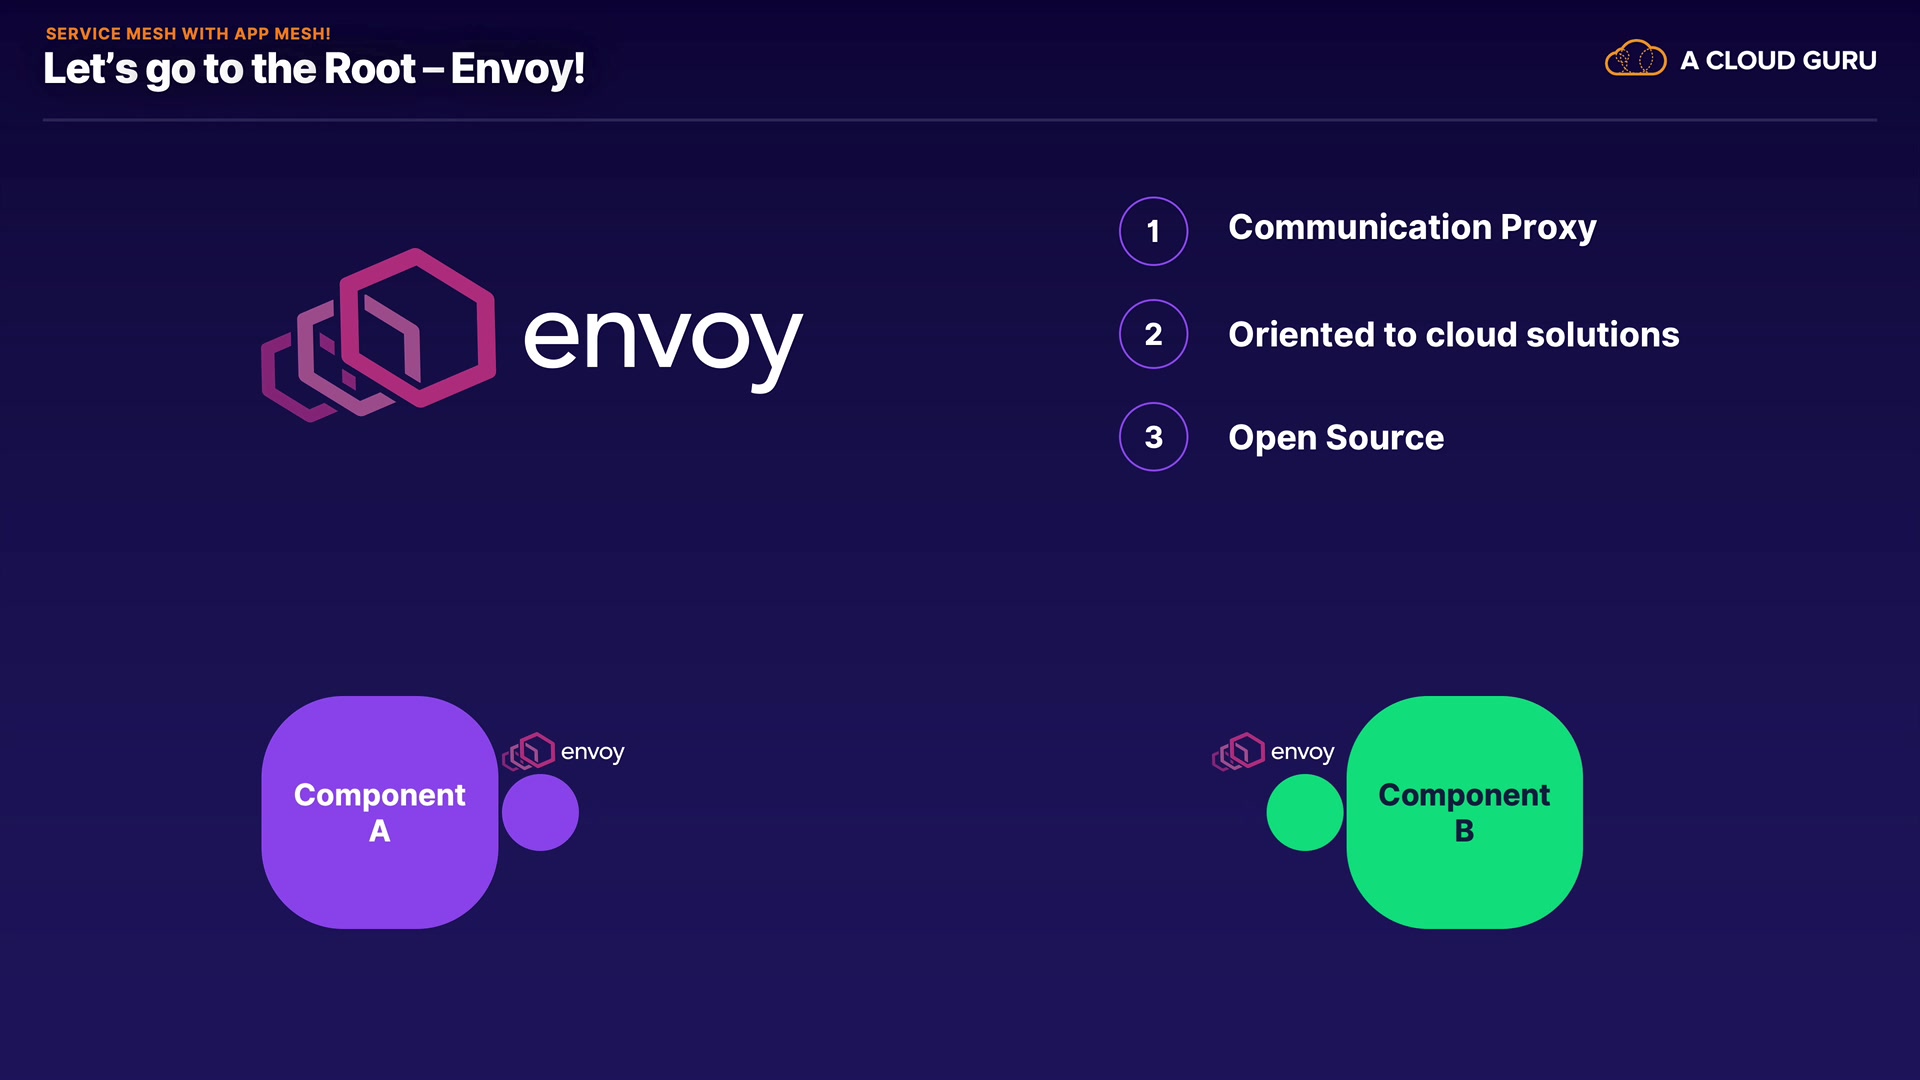 SERVICE MESH WITH APP MESH!
Let’s go to the Root – Envoy!
A CLOUD GURU
envoy
1 Communication Proxy
2 Oriented to cloud solutions
3 Open Source
envoy
Component
A
envoy
Component
B